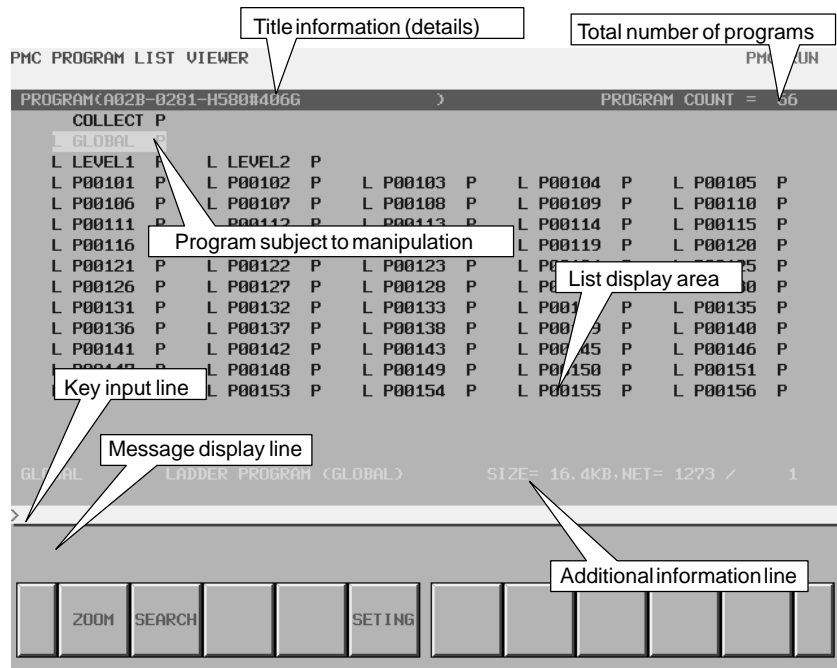 Title information (details)
Total number of programs
PMC PROGRAM LIST VIEWER
PROGRAM(A02B-0281-H580#406G ) PROGRAM COUNT = 56
COLLECT P
L GLOBAL P
L LEVEL1 P L LEVEL2 P
L P00101 P L P00102 P L P00103 P L P00104 P L P00105 P
L P00106 P L P00107 P L P00108 P L P00109 P L P00110 P
L P00111 P L P00112 P L P00113 P L P00114 P L P00115 P
L P00116 L P00119 P L P00120 P
Program subject to manipulation
L P00121 P L P00122 P L P00123 P
L P00126 P L P00127 P L P00128 P
List display area
L P00131 P L P00132 P L P00133 P L P L P00135 P
L P00136 P L P00137 P L P00138 P L P L P00140 P
L P00141 P L P00142 P L P00143 P L P L P00146 P
L P00148 P L P00149 P L P00150 P L P00151 P
Key input line
L P00153 P L P00154 P L P00155 P L P00156 P
Message display line
LADDER PROGRAM (GLOBAL) SIZE= 16.4KB,NET= 1273 / 1
>
Additional information line
ZOOM SEARCH SETING